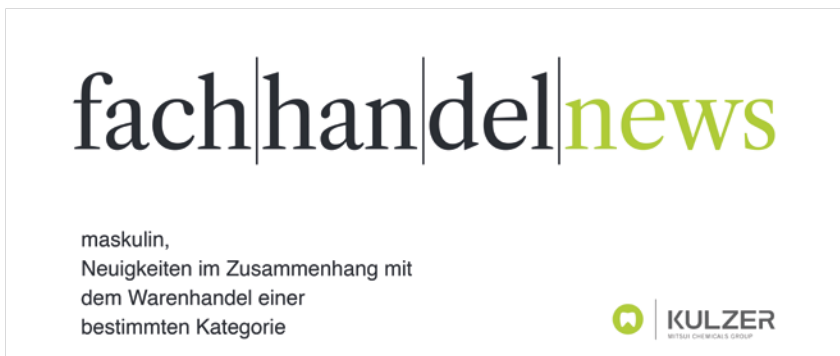 fach|han|del|news
maskulin,
Neuigkeiten im Zusammenhang mit
dem Warenhandel einer
bestimmten Kategorie
KULZER
MITSUI CHEMICALS GROUP